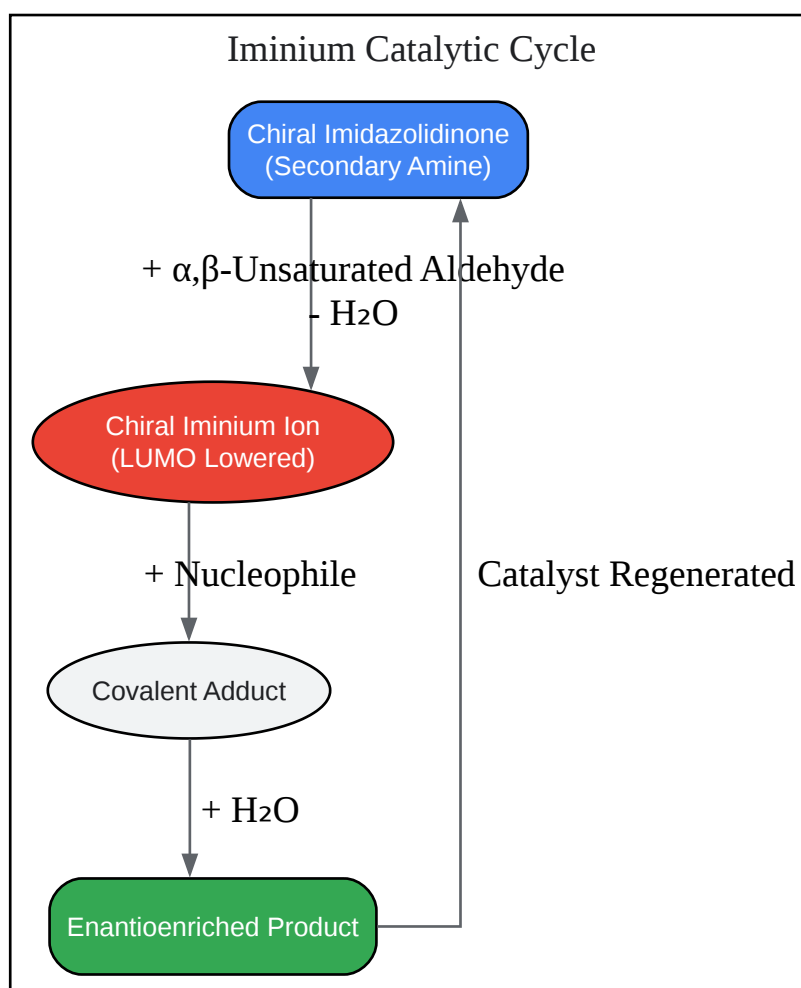 Iminium Catalytic Cycle
Chiral Imidazolidinone
(Secondary Amine)
+ α,β-Unsaturated Aldehyde
- H₂O
Chiral Iminium Ion
(LUMO Lowered)
+ Nucleophile
Catalyst Regenerated
Covalent Adduct
+ H₂O
Enantioenriched Product